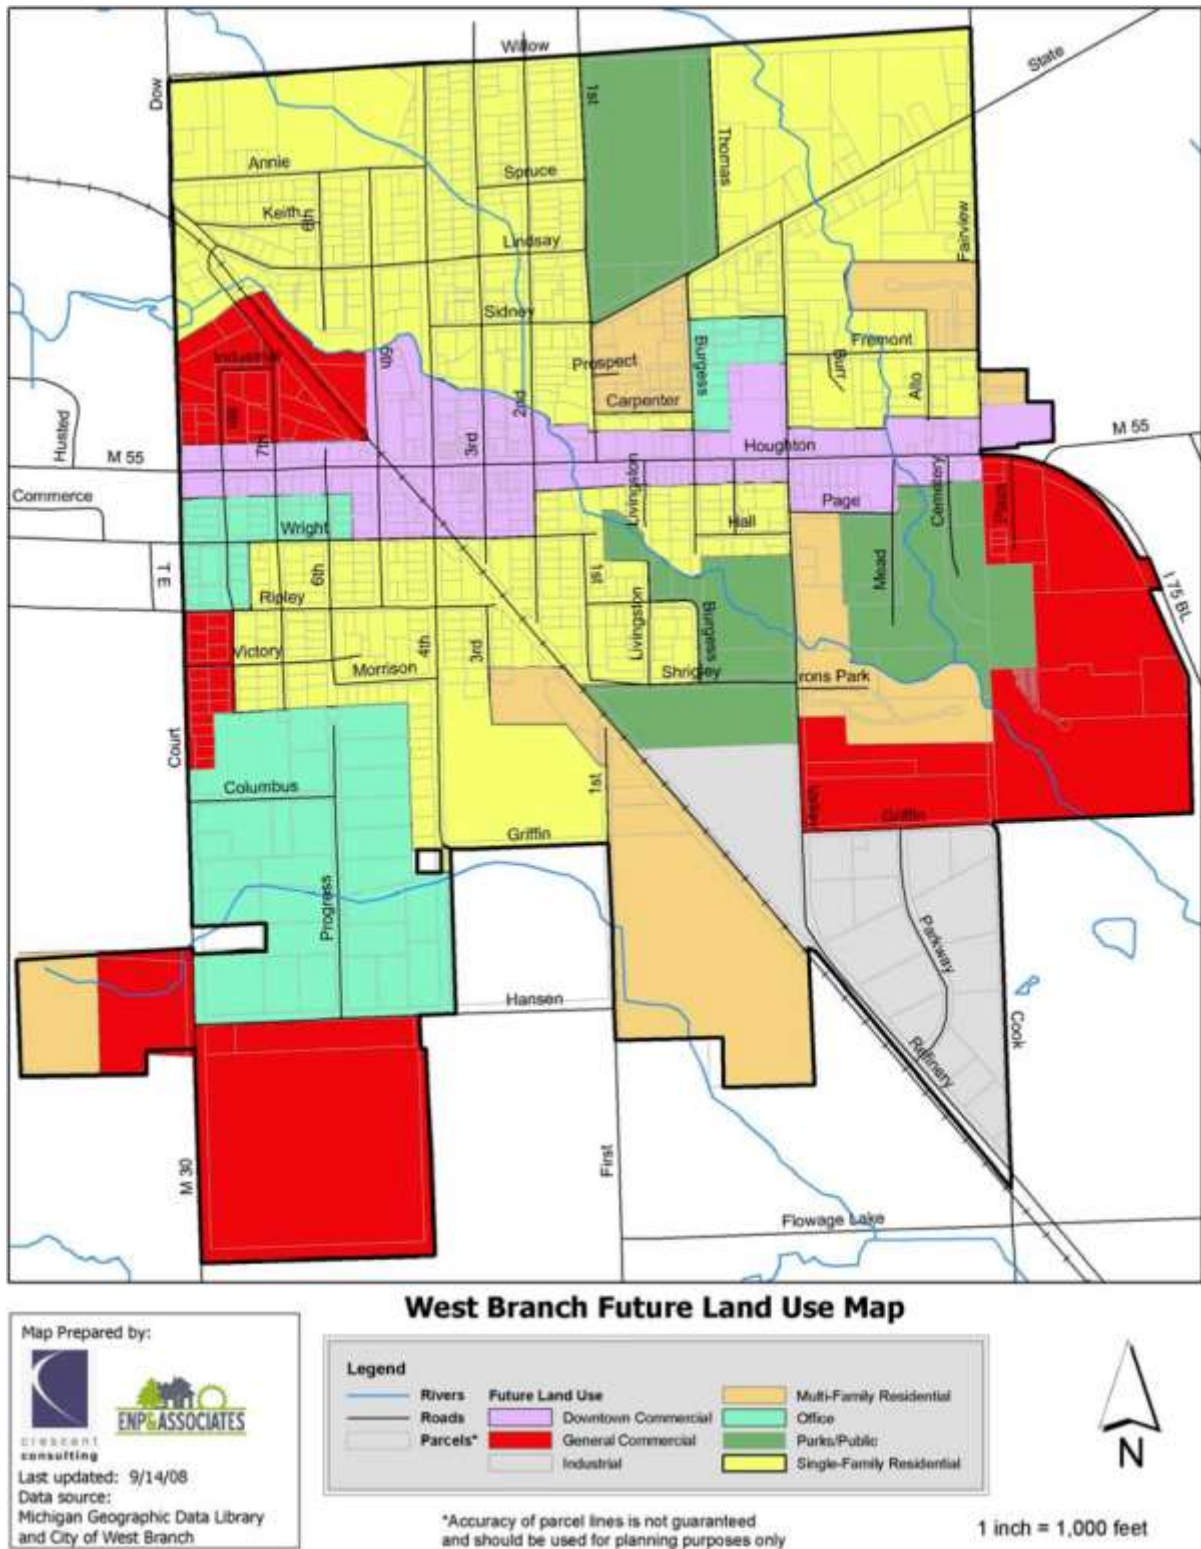 Willow
State
Dow
1st
Thomas
Annie
Spruce
Keith
6th
Fairview
Lindsay
Sidney
Fremont
Industrial
5th
Prospect
Burgess
Burr
Alto
Carpenter
2nd
Husted
7th
3rd
Houghton
M 55
M 55
Commerce
Livingston
Cemetery
Page
Plaza
Wright
Hall
T E
6th
1st
Mead
I 75 BL
Ripley
Livingston
Burgess
Victory
4th
3rd
Morrison
Shrigley
rons Park
Court
Columbus
1st
Griffin
Griffin
Progress
Parkway
Hansen
Cook
Refinery
M 30
First
Flowage Lake
West Branch Future Land Use Map
Map Prepared by:
crescent
consulting
ENP&ASSOCIATES
Last updated: 9/14/08
Data source:
Michigan Geographic Data Library
and City of West Branch
Legend
Rivers
Roads
Parcels*
Future Land Use
Downtown Commercial
General Commercial
Industrial
Multi-Family Residential
Office
Parks/Public
Single-Family Residential
N
*Accuracy of parcel lines is not guaranteed
and should be used for planning purposes only
1 inch = 1,000 feet